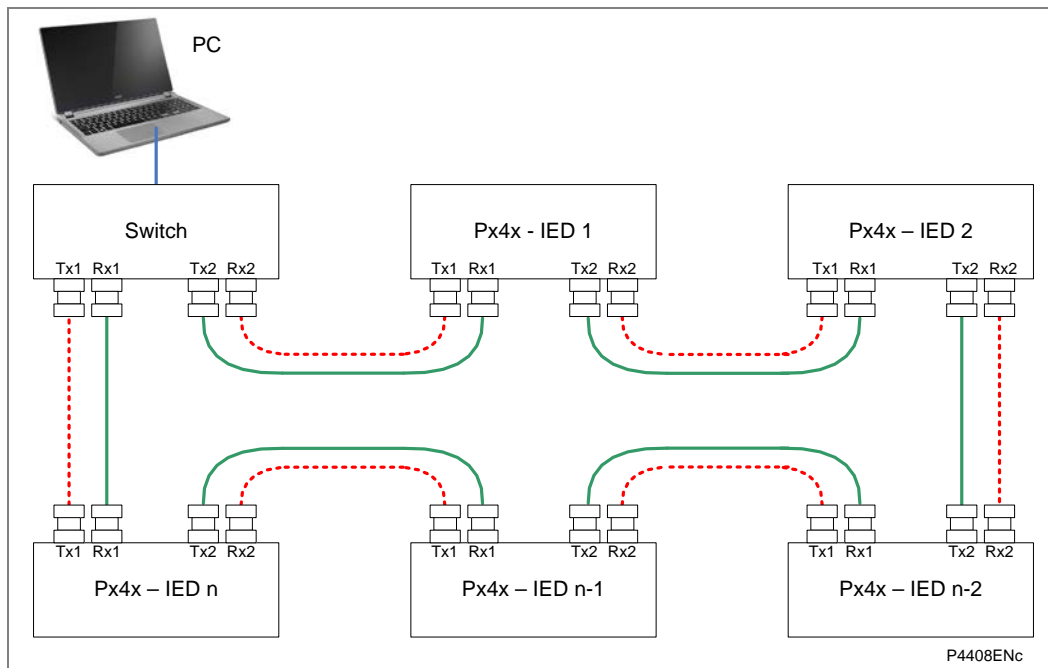 PC
Switch
Px4x - IED 1
Px4x – IED 2
Tx1 Rx1 Tx2 Rx2
Tx1 Rx1 Tx2 Rx2
Tx1 Rx1 Tx2 Rx2
Tx1 Rx1 Tx2 Rx2
Tx1 Rx1 Tx2 Rx2
Tx1 Rx1 Tx2 Rx2
Px4x – IED n
Px4x – IED n-1
Px4x – IED n-2
P4408ENc